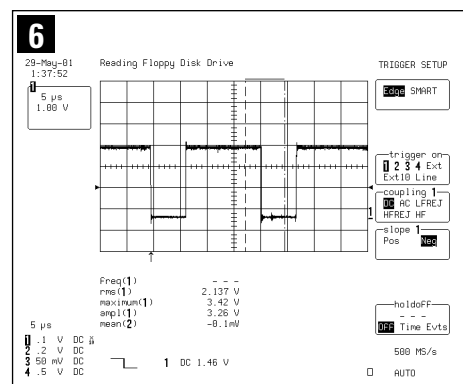 6
29-May-01
1:37:52
Reading Floppy Disk Drive
TRIGGER SETUP
1
5 µs
1.00 V
Edge SMART
trigger on
1 2 3 4 Ext
Ext10 Line
coupling 1
DC AC LFREJ
HFREJ HF
slope 1
Pos Neg
1
freq(1) - - -
rms(1) 2.137 V
maximum(1) 3.42 V
ampl(1) 3.26 V
mean(2) -0.1mV
holdoff
- - -
Off Time Evts
5 µs
1 .1 V DC
2 .2 V DC
3 50 mV DC
4 .5 V DC
1 DC 1.46 V
500 MS/s
AUTO